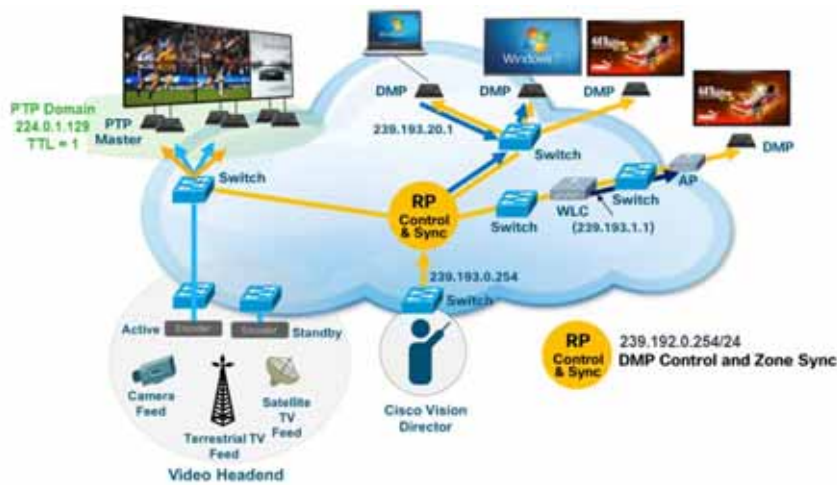 Windows
DMP
DMP
DMP
DMP
PTP Domain
224.0.1.129
TTL = 1
PTP
Master
239.193.20.1
Switch
Switch
RP
Control
& Sync
Switch
WLC
Switch
AP
(239.193.1.1)
239.193.0.254
Switch
Active
Encoder
Encoder
Standby
Camera
Feed
Terrestrial TV
Feed
Satellite
TV
Feed
Video Headend
Cisco Vision
Director
RP
Control
& Sync
239.192.0.254/24
DMP Control and Zone Sync